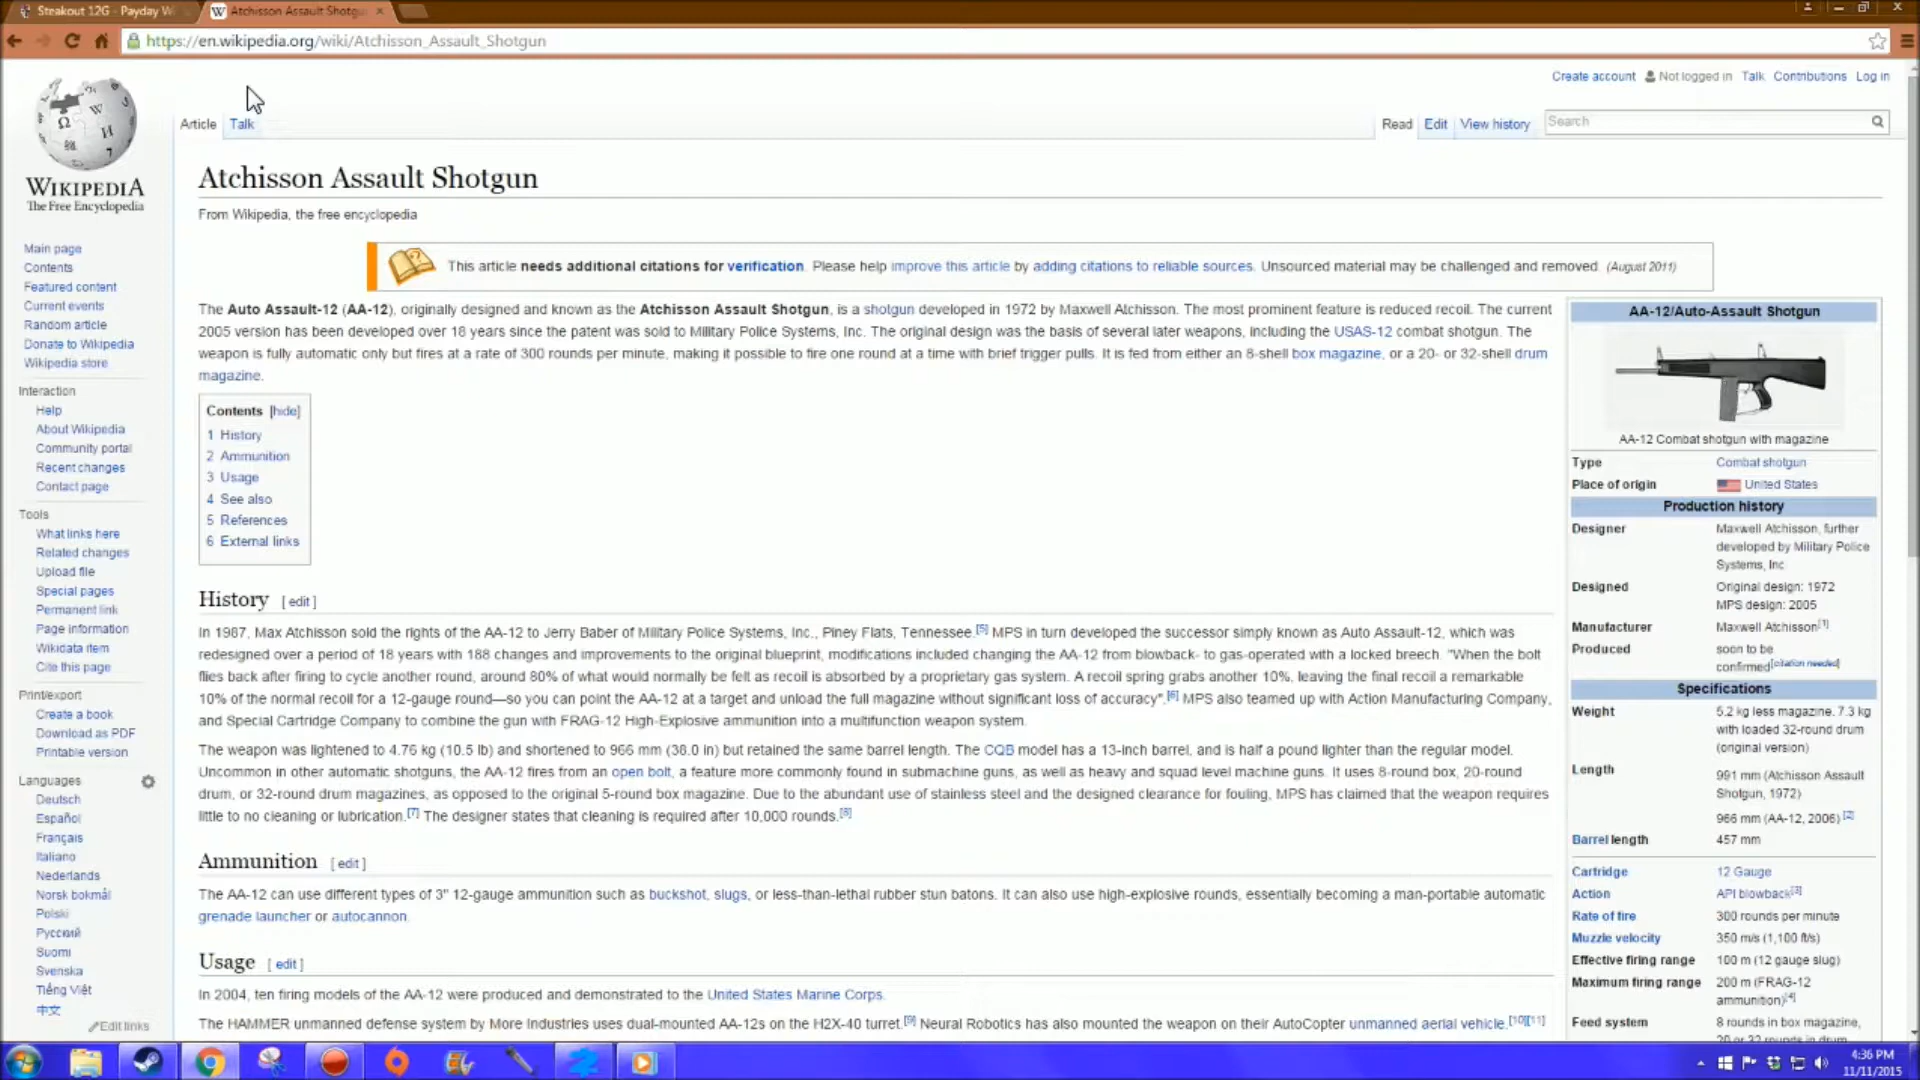 Steakout 12G - Payday W
Atchisson Assault Shotgu
https://en.wikipedia.org/wiki/Atchisson_Assault_Shotgun
Create account Not logged in Talk Contributions Log in
Article Talk
Read Edit View history Search
WIKIPEDIA
The Free Encyclopedia
Main page
Contents
Featured content
Current events
Random article
Donate to Wikipedia
Wikipedia store
Interaction
Help
About Wikipedia
Community portal
Recent changes
Contact page
Tools
What links here
Related changes
Upload file
Special pages
Permanent link
Page information
Wikidata item
Cite this page
Print/export
Create a book
Download as PDF
Printable version
Languages
Deutsch
Español
Français
Italiano
Nederlands
Norsk bokmål
Polski
Русский
Suomi
Svenska
Tiếng Việt
中文
Edit links
Atchisson Assault Shotgun
From Wikipedia, the free encyclopedia
This article needs additional citations for verification. Please help improve this article by adding citations to reliable sources. Unsourced material may be challenged and removed. (August 2011)
The Auto Assault-12 (AA-12), originally designed and known as the Atchisson Assault Shotgun, is a shotgun developed in 1972 by Maxwell Atchisson. The most prominent feature is reduced recoil. The current
2005 version has been developed over 18 years since the patent was sold to Military Police Systems, Inc. The original design was the basis of several later weapons, including the USAS-12 combat shotgun. The
weapon is fully automatic only but fires at a rate of 300 rounds per minute, making it possible to fire one round at a time with brief trigger pulls. It is fed from either an 8-shell box magazine, or a 20- or 32-shell drum
magazine.
Contents [hide]
1 History
2 Ammunition
3 Usage
4 See also
5 References
6 External links
History [ edit ]
In 1987, Max Atchisson sold the rights of the AA-12 to Jerry Baber of Military Police Systems, Inc., Piney Flats, Tennessee.[5] MPS in turn developed the successor simply known as Auto Assault-12, which was
redesigned over a period of 18 years with 188 changes and improvements to the original blueprint, modifications included changing the AA-12 from blowback- to gas-operated with a locked breech. "When the bolt
flies back after firing to cycle another round, around 80% of what would normally be felt as recoil is absorbed by a proprietary gas system. A recoil spring grabs another 10%, leaving the final recoil a remarkable
10% of the normal recoil for a 12-gauge round—so you can point the AA-12 at a target and unload the full magazine without significant loss of accuracy".[6] MPS also teamed up with Action Manufacturing Company,
and Special Cartridge Company to combine the gun with FRAG-12 High-Explosive ammunition into a multifunction weapon system.
The weapon was lightened to 4.76 kg (10.5 lb) and shortened to 966 mm (38.0 in) but retained the same barrel length. The CQB model has a 13-inch barrel, and is half a pound lighter than the regular model.
Uncommon in other automatic shotguns, the AA-12 fires from an open bolt, a feature more commonly found in submachine guns, as well as heavy and squad level machine guns. It uses 8-round box, 20-round
drum, or 32-round drum magazines, as opposed to the original 5-round box magazine. Due to the abundant use of stainless steel and the designed clearance for fouling, MPS has claimed that the weapon requires
little to no cleaning or lubrication.[7] The designer states that cleaning is required after 10,000 rounds.[8]
Ammunition [ edit ]
The AA-12 can use different types of 3" 12-gauge ammunition such as buckshot, slugs, or less-than-lethal rubber stun batons. It can also use high-explosive rounds, essentially becoming a man-portable automatic
grenade launcher or autocannon.
Usage [ edit ]
In 2004, ten firing models of the AA-12 were produced and demonstrated to the United States Marine Corps.
The HAMMER unmanned defense system by More Industries uses dual-mounted AA-12s on the H2X-40 turret.[9] Neural Robotics has also mounted the weapon on their AutoCopter unmanned aerial vehicle.[10][11]
AA-12/Auto-Assault Shotgun
AA-12 Combat shotgun with magazine
Type Combat shotgun
Place of origin United States
Production history
Designer Maxwell Atchisson, further
developed by Military Police
Systems, Inc
Designed Original design: 1972
MPS design: 2005
Manufacturer Maxwell Atchisson[1]
Produced soon to be
confirmed[citation needed]
Specifications
Weight 5.2 kg less magazine. 7.3 kg
with loaded 32-round drum
(original version)
Length 991 mm (Atchisson Assault
Shotgun, 1972)
966 mm (AA-12, 2006) [2]
Barrel length 457 mm
Cartridge 12 Gauge
Action API blowback[3]
Rate of fire 300 rounds per minute
Muzzle velocity 350 m/s (1,100 ft/s)
Effective firing range 100 m (12 gauge slug)
Maximum firing range 200 m (FRAG-12
ammunition)[4]
Feed system 8 rounds in box magazine,
20 or 32 rounds in drum
4:36 PM
11/11/2015